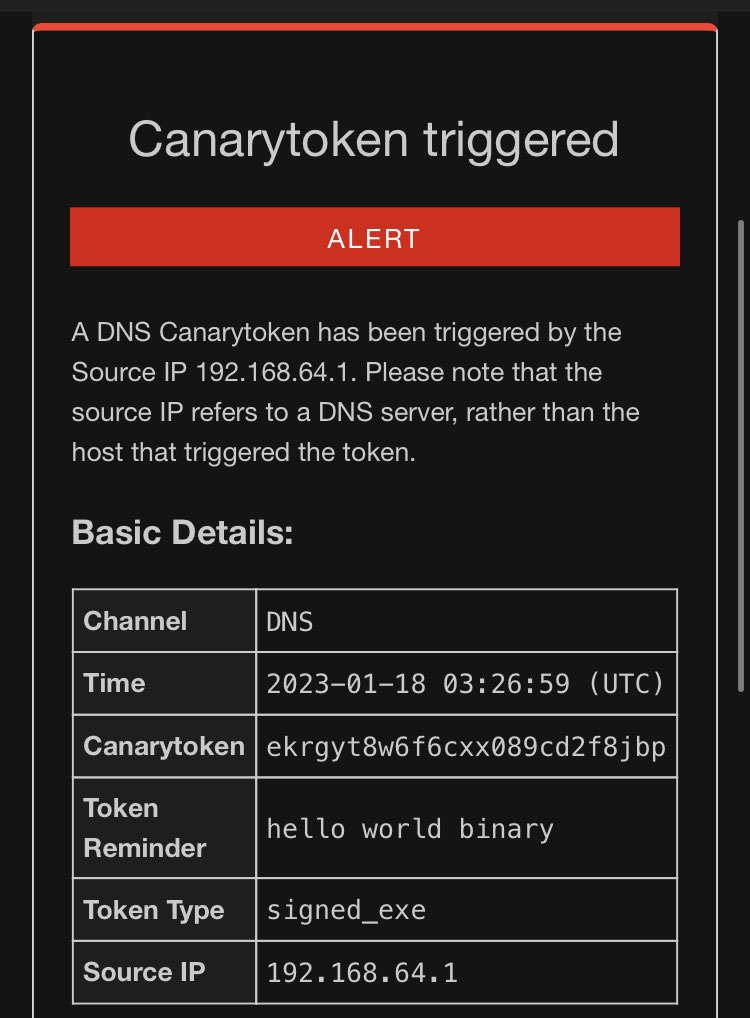 Canarytoken triggered
ALERT
A DNS Canarytoken has been triggered by the
Source IP 192.168.64.1. Please note that the
source IP refers to a DNS server, rather than the
host that triggered the token.
Basic Details:
Channel DNS
Time 2023-01-18 03:26:59 (UTC)
Canarytoken ekrgyt8w6f6cxx089cd2f8jbp
Token
Reminder hello world binary
Token Type signed_exe
Source IP 192.168.64.1